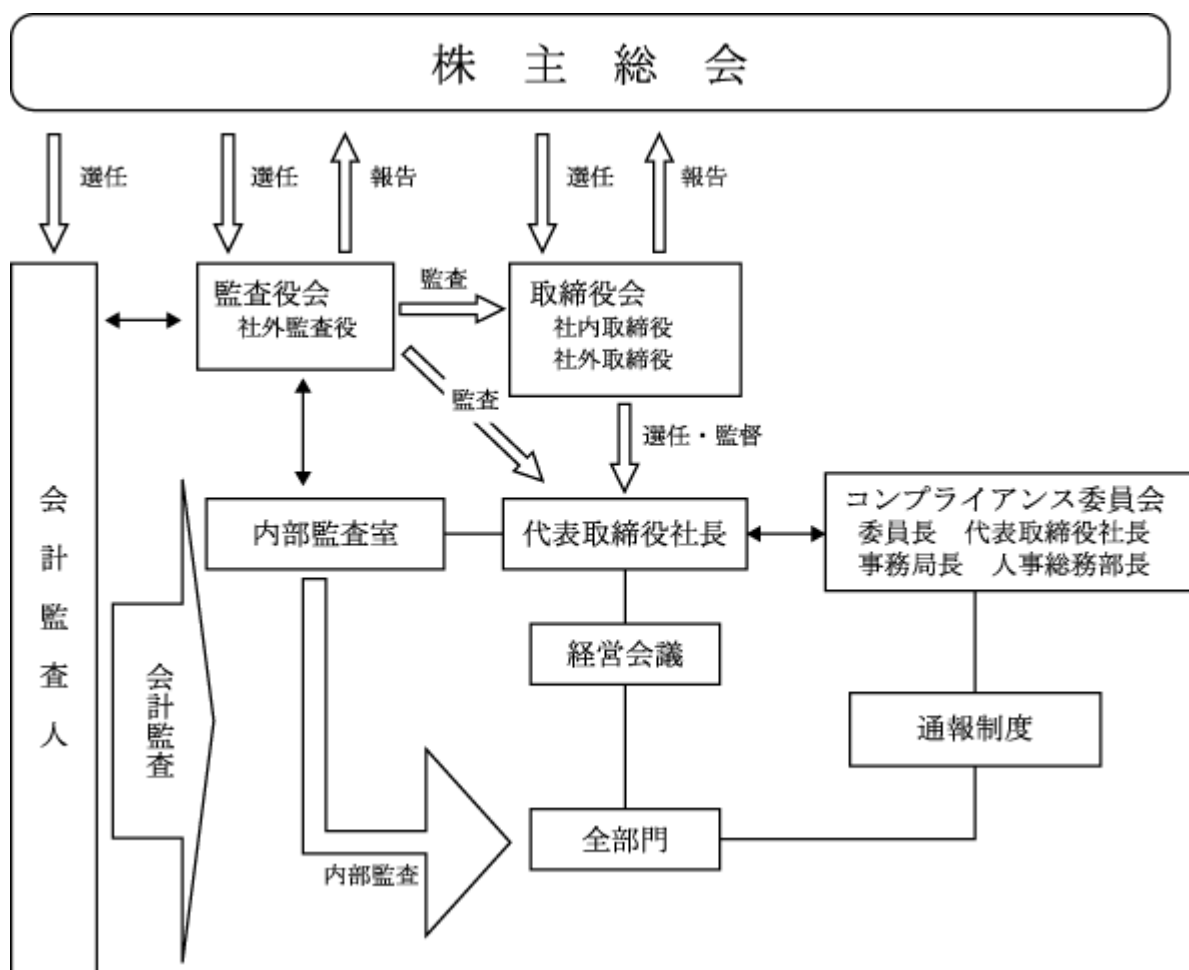 株主総会
選任
選任
報告
選任
報告
監査役会
社外監査役
監査
取締役会
社内取締役
社外取締役
監査
選任・監督
会計監査人
内部監査室
代表取締役社長
コンプライアンス委員会
委員長 代表取締役社長
事務局長 人事総務部長
経営会議
会計監査
通報制度
全部門
内部監査